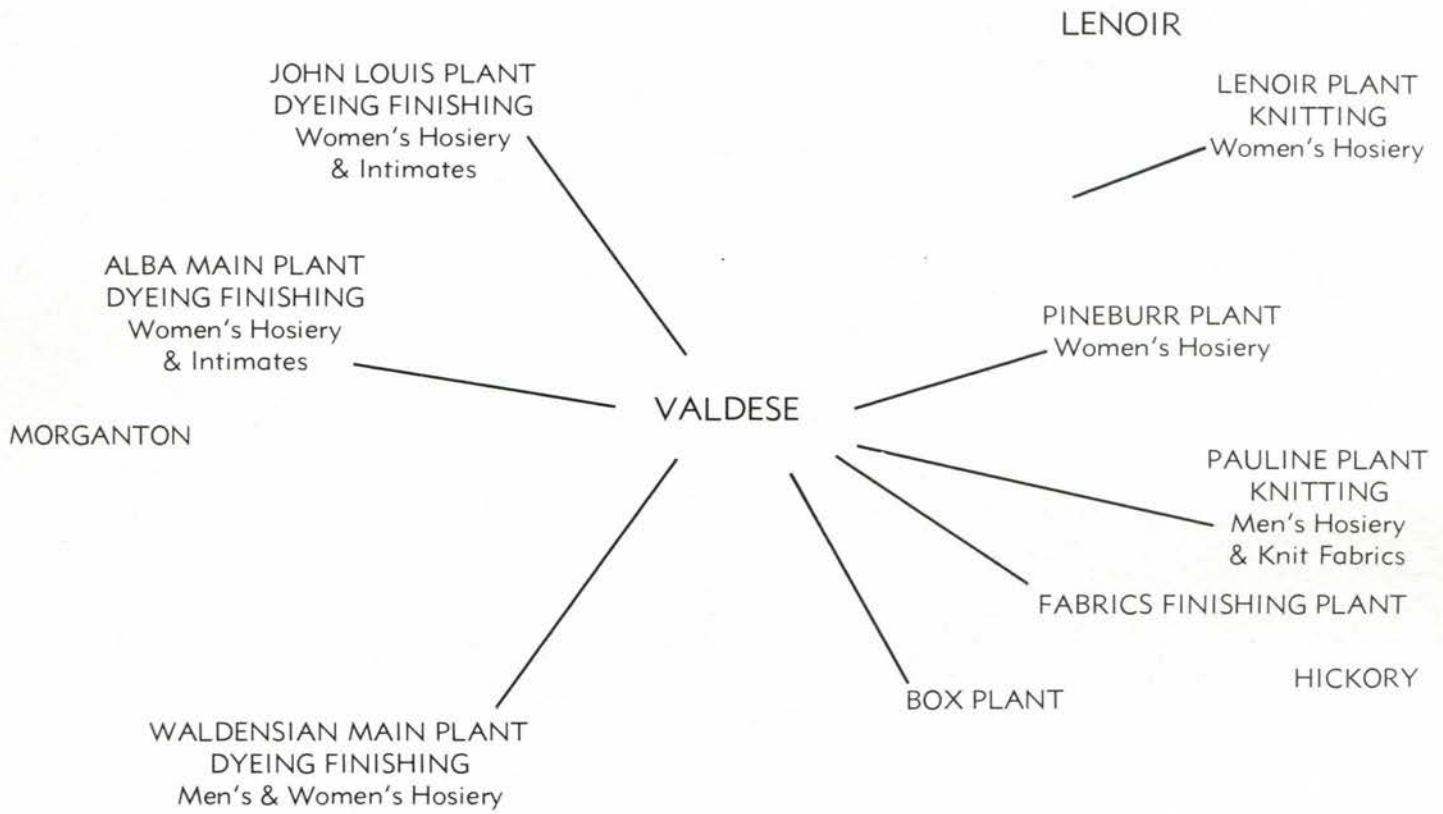 LENOIR
JOHN LOUIS PLANT
DYEING FINISHING
Women's Hosiery
& Intimates
LENOIR PLANT
KNITTING
Women's Hosiery
ALBA MAIN PLANT
DYEING FINISHING
Women's Hosiery
& Intimates
PINEBURR PLANT
Women's Hosiery
VALDESE
MORGANTON
PAULINE PLANT
KNITTING
Men's Hosiery
& Knit Fabrics
FABRICS FINISHING PLANT
HICKORY
BOX PLANT
WALDENSIAN MAIN PLANT
DYEING FINISHING
Men's & Women's Hosiery